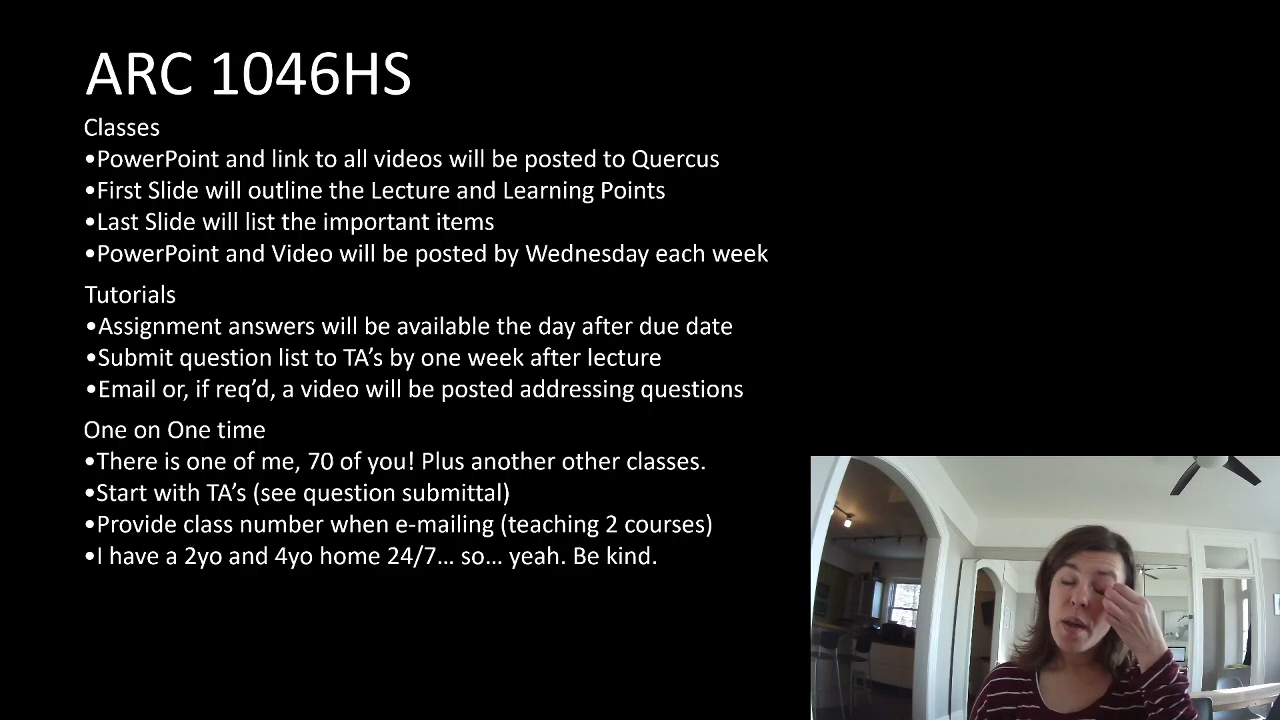 ARC 1046HS
Classes
•PowerPoint and link to all videos will be posted to Quercus
•First Slide will outline the Lecture and Learning Points
•Last Slide will list the important items
•PowerPoint and Video will be posted by Wednesday each week
Tutorials
•Assignment answers will be available the day after due date
•Submit question list to TA’s by one week after lecture
•Email or, if req’d, a video will be posted addressing questions
One on One time
•There is one of me, 70 of you! Plus another other classes.
•Start with TA’s (see question submittal)
•Provide class number when e-mailing (teaching 2 courses)
•I have a 2yo and 4yo home 24/7… so… yeah. Be kind.